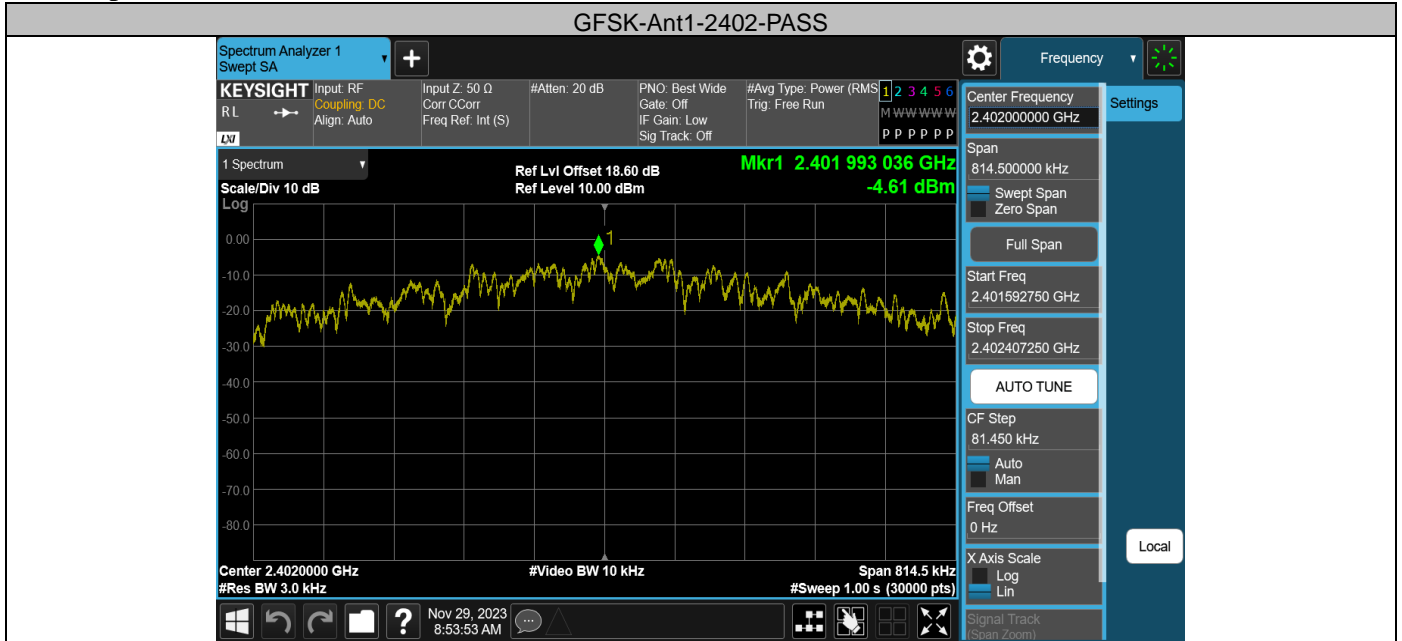 GFSK-Ant1-2402-PASS
Spectrum Analyzer 1
Swept SA
+
Frequency
KEYSIGHT
RL
LXI
Input: RF
Coupling: DC
Align: Auto
Input Z: 50 Ω
Corr CCorr
Freq Ref: Int (S)
#Atten: 20 dB
PNO: Best Wide
Gate: Off
IF Gain: Low
Sig Track: Off
#Avg Type: Power (RMS
Trig: Free Run
1 2 3 4 5 6
M W W W W W
P P P P P P
Settings
1 Spectrum
Scale/Div 10 dB
Log
Ref Lvl Offset 18.60 dB
Ref Level 10.00 dBm
Mkr1 2.401 993 036 GHz
-4.61 dBm
1
0.00
-10.0
-20.0
-30.0
-40.0
-50.0
-60.0
-70.0
-80.0
Center 2.4020000 GHz
#Res BW 3.0 kHz
#Video BW 10 kHz
Span 814.5 kHz
#Sweep 1.00 s (30000 pts)
Center Frequency
2.402000000 GHz
Span
814.500000 kHz
Swept Span
Zero Span
Full Span
Start Freq
2.401592750 GHz
Stop Freq
2.402407250 GHz
AUTO TUNE
CF Step
81.450 kHz
Auto
Man
Freq Offset
0 Hz
X Axis Scale
Log
Lin
Signal Track
(Span Zoom)
Local
?
Nov 29, 2023
8:53:53 AM